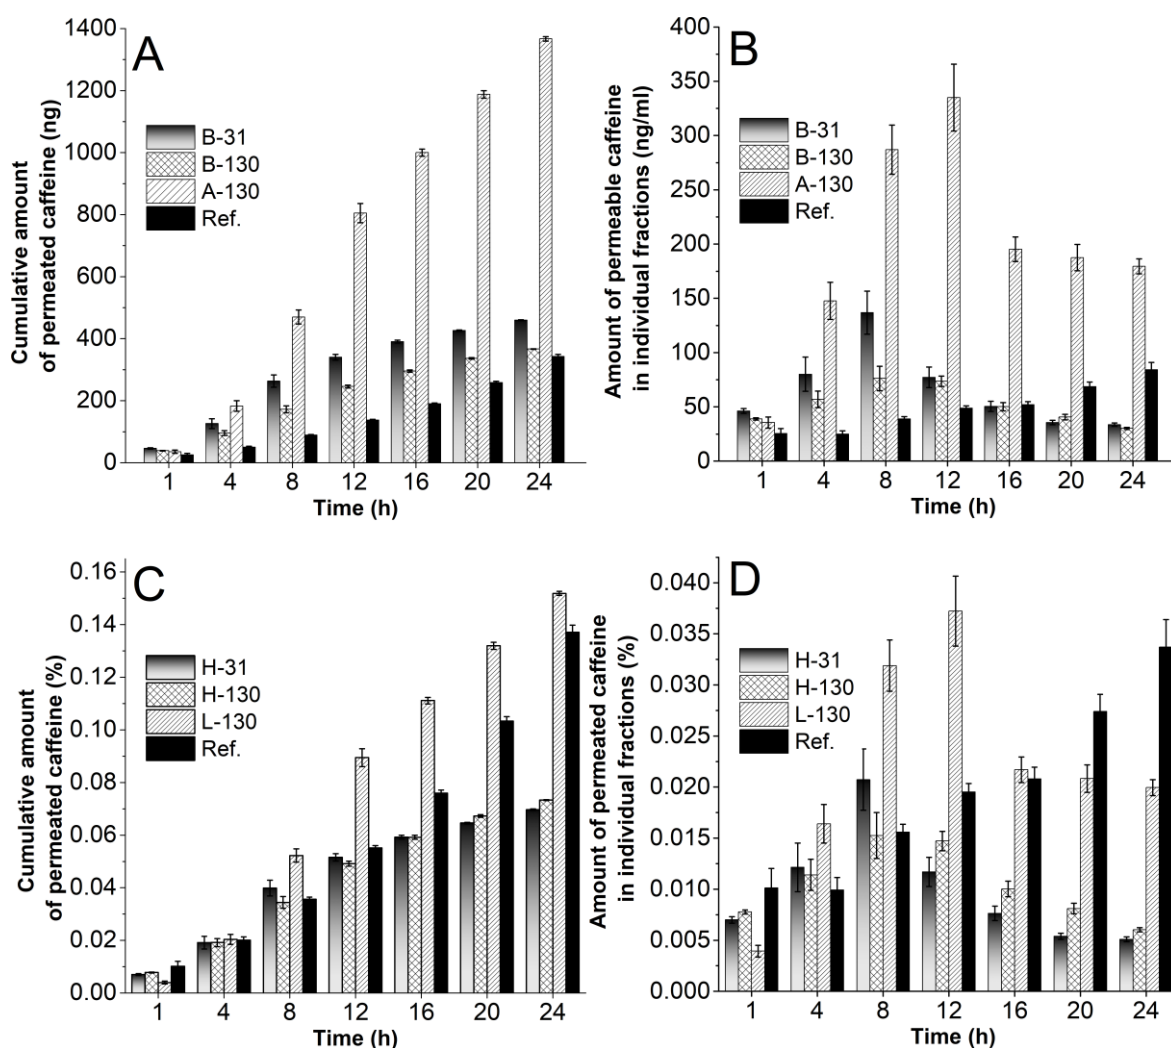 A
Cumulative amount
of permeated caffeine (ng)
1400
1200
1000
800
600
400
200
0
B-31
B-130
A-130
Ref.
1 4 8 12 16 20 24
Time (h)
B
Amount of permeable caffeine
in individual fractions (ng/ml)
400
350
300
250
200
150
100
50
0
B-31
B-130
A-130
Ref.
1 4 8 12 16 20 24
Time (h)
C
Cumulative amount
of permeated caffeine (%)
0.16
0.14
0.12
0.10
0.08
0.06
0.04
0.02
0.00
H-31
H-130
L-130
Ref.
1 4 8 12 16 20 24
Time (h)
D
Amount of permeated caffeine
in individual fractions (%)
0.040
0.035
0.030
0.025
0.020
0.015
0.010
0.005
0.000
H-31
H-130
L-130
Ref.
1 4 8 12 16 20 24
Time (h)